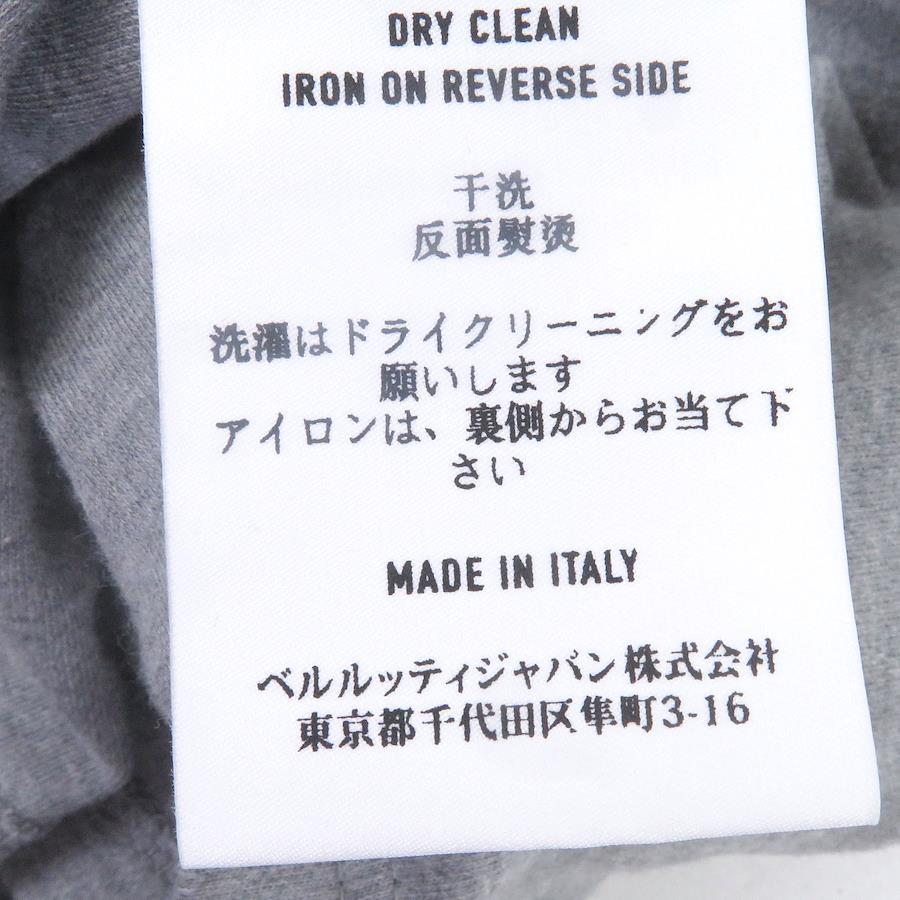 DRY CLEAN
IRON ON REVERSE SIDE
干洗
反面熨烫
洗濯はドライクリーニングをお
願いします
アイロンは、裏側からお当て下
さい
MADE IN ITALY
ベルルッティジャパン株式会社
東京都千代田区隼町3-16